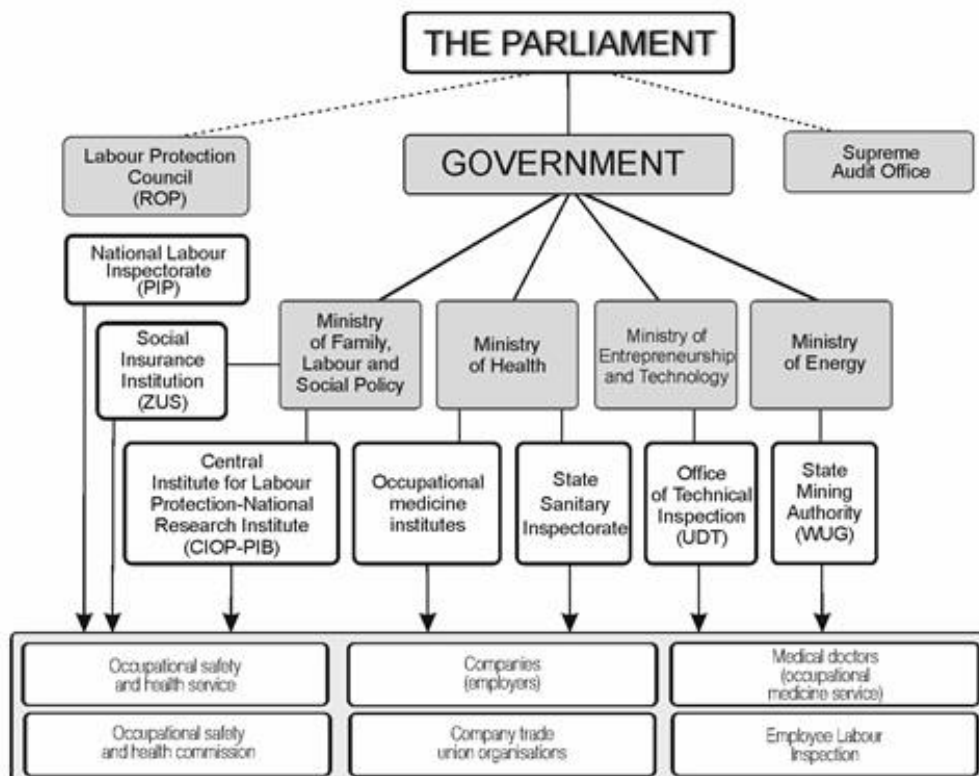 THE PARLIAMENT
Labour Protection
Council
(ROP)
GOVERNMENT
Supreme
Audit Office
National Labour
Inspectorate
(PIP)
Social
Insurance
Institution
(ZUS)
Ministry
of Family,
Labour and
Social Policy
Ministry
of Health
Ministry of
Entrepreneurship
and Technology
Ministry
of Energy
Central
Institute for Labour
Protection-National
Research Institute
(CIOP-PIB)
Occupational
medicine
institutes
State
Sanitary
Inspectorate
Office
of Technical
Inspection
(UDT)
State
Mining
Authority
(WUG)
Occupational safety
and health service
Companies
(employers)
Medical doctors
(occupational
medicine service)
Occupational safety
and health commission
Company trade
union organisations
Employee Labour
Inspection